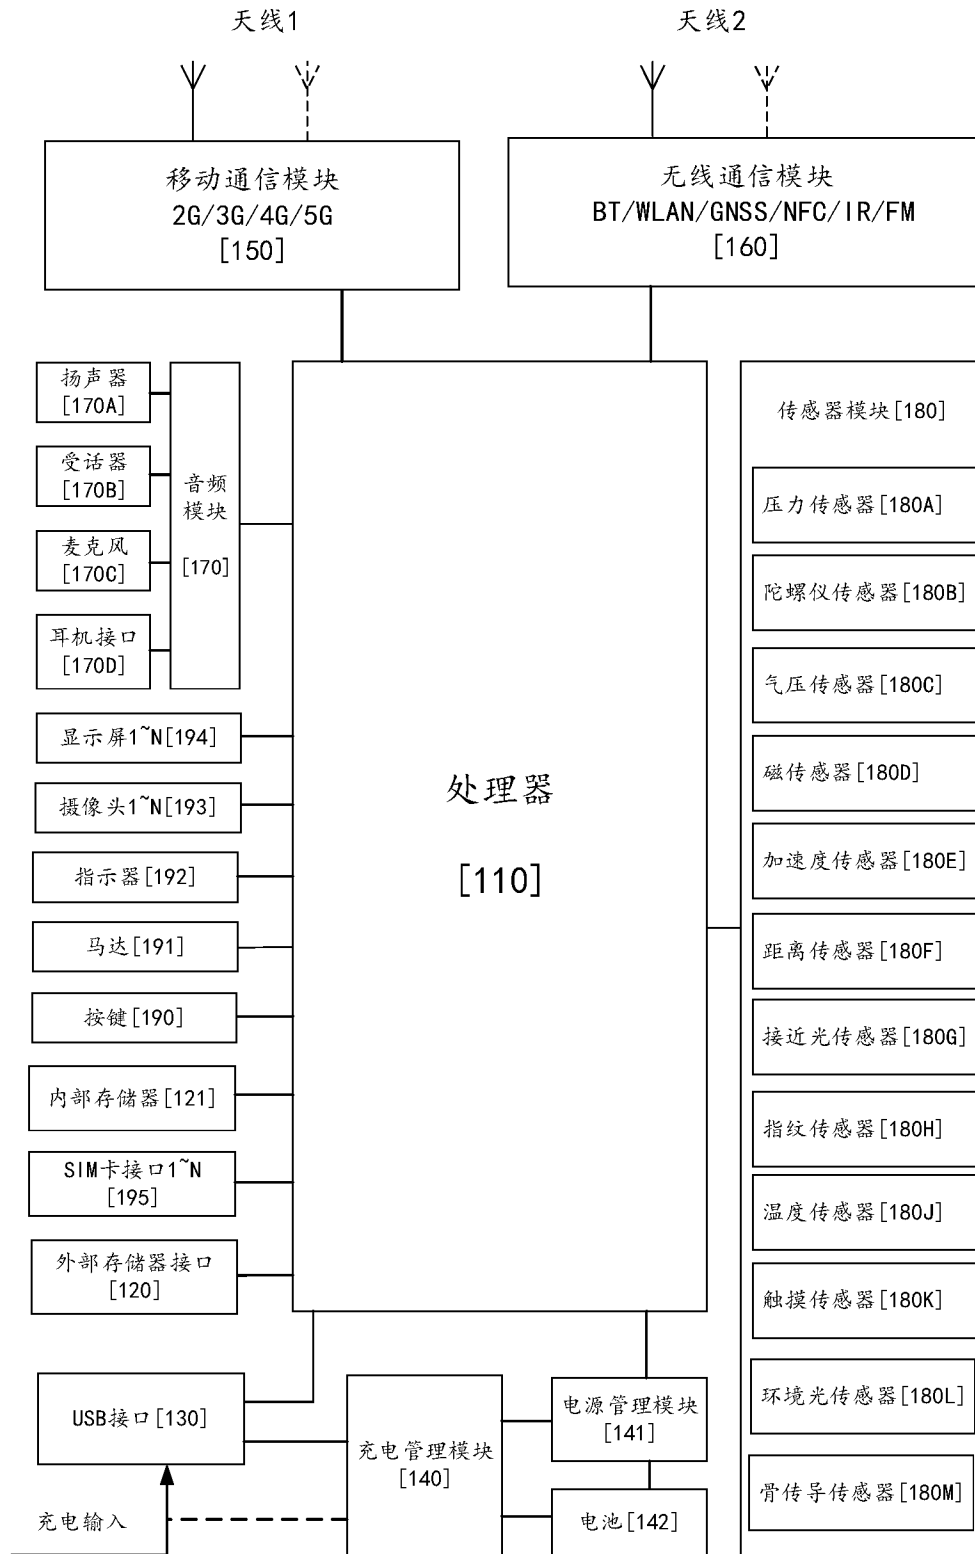 天线1
天线2
移动通信模块
2G/3G/4G/5G
[150]
无线通信模块
BT/WLAN/GNSS/NFC/IR/FM
[160]
扬声器
[170A]
受话器
[170B]
麦克风
[170C]
耳机接口
[170D]
音频
模块
[170]
显示屏1~N[194]
摄像头1~N[193]
指示器[192]
马达[191]
按键[190]
内部存储器[121]
SIM卡接口1~N
[195]
外部存储器接口
[120]
处理器
[110]
传感器模块[180]
压力传感器[180A]
陀螺仪传感器[180B]
气压传感器[180C]
磁传感器[180D]
加速度传感器[180E]
距离传感器[180F]
接近光传感器[180G]
指纹传感器[180H]
温度传感器[180J]
触摸传感器[180K]
环境光传感器[180L]
骨传导传感器[180M]
USB接口[130]
充电管理模块
[140]
电源管理模块
[141]
电池[142]
充电输入